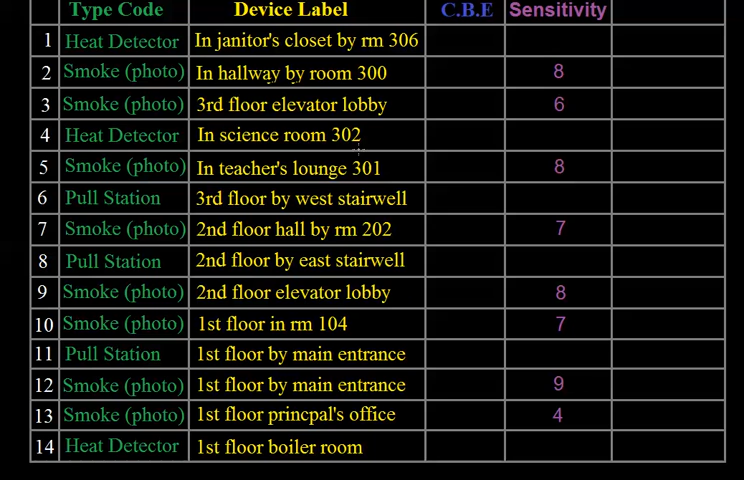 Type Code Device Label C.B.E Sensitivity
1 Heat Detector In janitor's closet by rm 306
2 Smoke (photo) In hallway by room 300 8
3 Smoke (photo) 3rd floor elevator lobby 6
4 Heat Detector In science room 302
5 Smoke (photo) In teacher's lounge 301 8
6 Pull Station 3rd floor by west stairwell
7 Smoke (photo) 2nd floor hall by rm 202 7
8 Pull Station 2nd floor by east stairwell
9 Smoke (photo) 2nd floor elevator lobby 8
10 Smoke (photo) 1st floor in rm 104 7
11 Pull Station 1st floor by main entrance
12 Smoke (photo) 1st floor by main entrance 9
13 Smoke (photo) 1st floor princpal's office 4
14 Heat Detector 1st floor boiler room